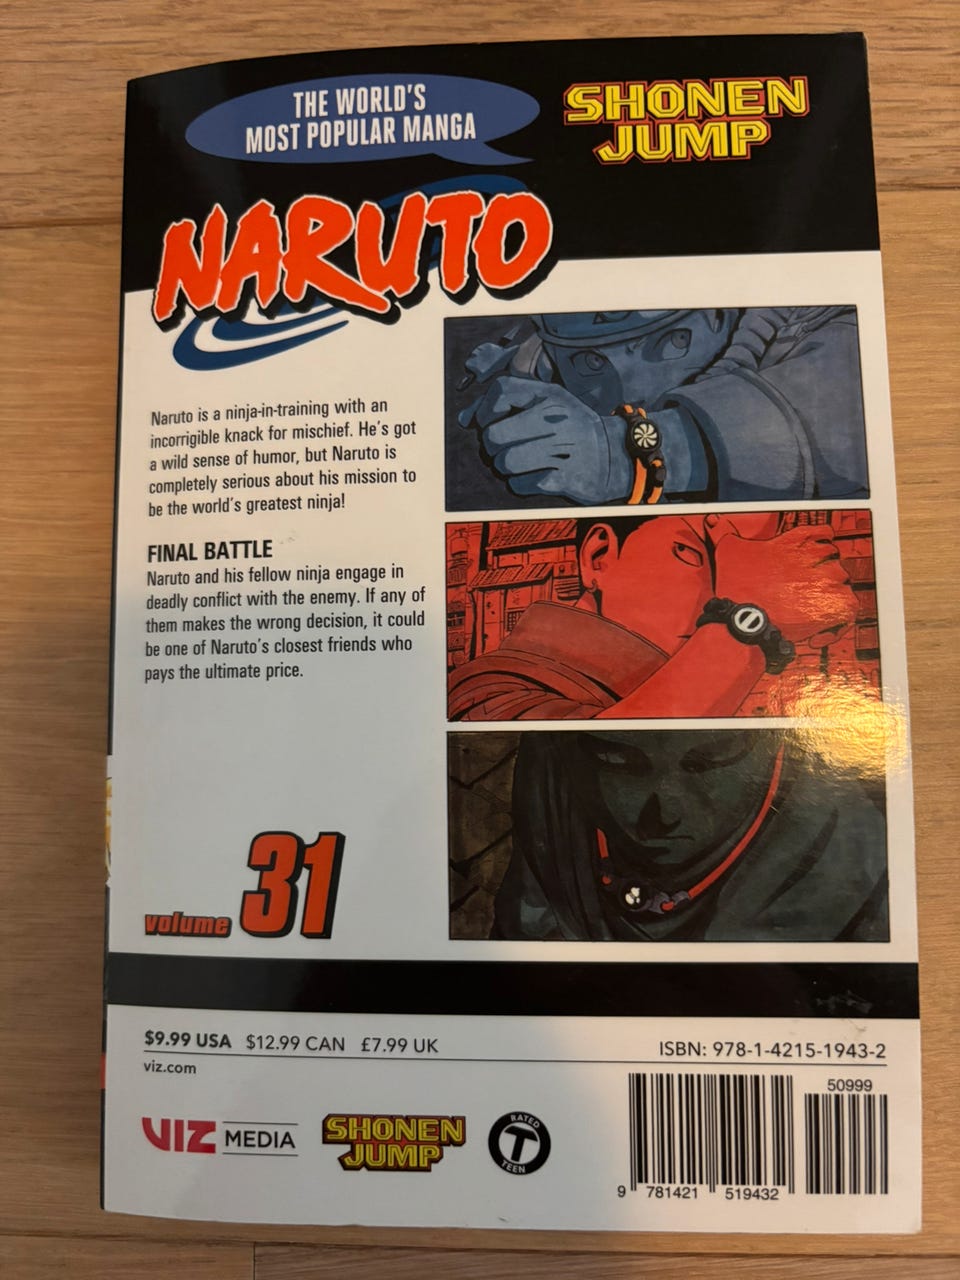 THE WORLD'S
MOST POPULAR MANGA
SHONEN
JUMP
NARUTO
Naruto is a ninja-in-training with an
incorrigible knack for mischief. He's got
a wild sense of humor, but Naruto is
completely serious about his mission to
be the world's greatest ninja!
FINAL BATTLE
Naruto and his fellow ninja engage in
deadly conflict with the enemy. If any of
them makes the wrong decision, it could
be one of Naruto's closest friends who
pays the ultimate price.
volume 31
$9.99 USA $12.99 CAN £7.99 UK
ISBN: 978-1-4215-1943-2
viz.com
50999
VIZ MEDIA
SHONEN
JUMP
RATED
T
TEEN
9 781421 519432